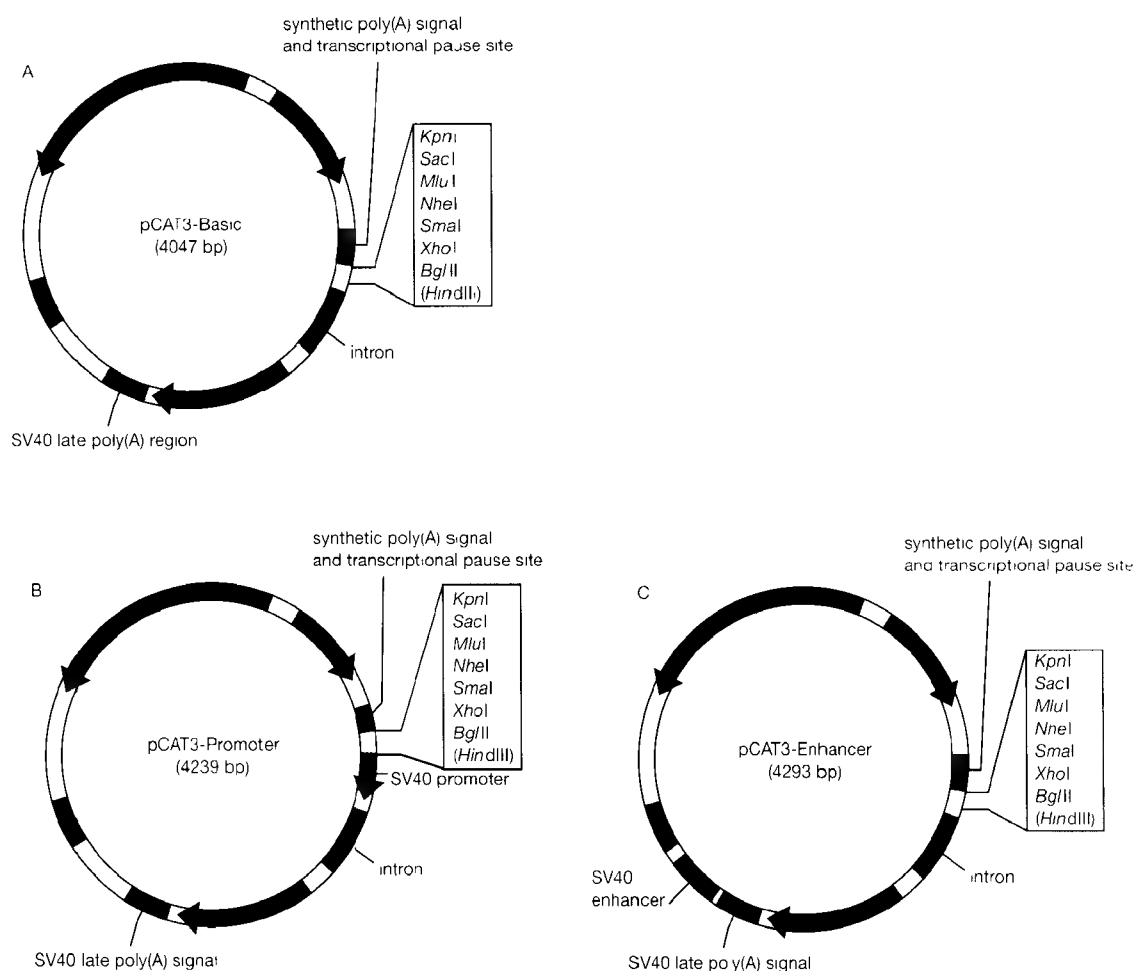 synthetic poly(A) signal
and transcriptional pause site
A
KpnI
SacI
MluI
NheI
SmaI
XhoI
BglII
(HindIII)
pCAT3-Basic
(4047 bp)
intron
SV40 late poly(A) region
synthetic poly(A) signal
and transcriptional pause site
B
KpnI
SacI
MluI
NheI
SmaI
XhoI
BglII
(HindIII)
pCAT3-Promoter
(4239 bp)
SV40 promoter
intron
SV40 late poly(A) signal
synthetic poly(A) signal
and transcriptional pause site
C
KpnI
SacI
MluI
NheI
SmaI
XhoI
BglII
(HindIII)
pCAT3-Enhancer
(4293 bp)
SV40
enhancer
intron
SV40 late poly(A) signal